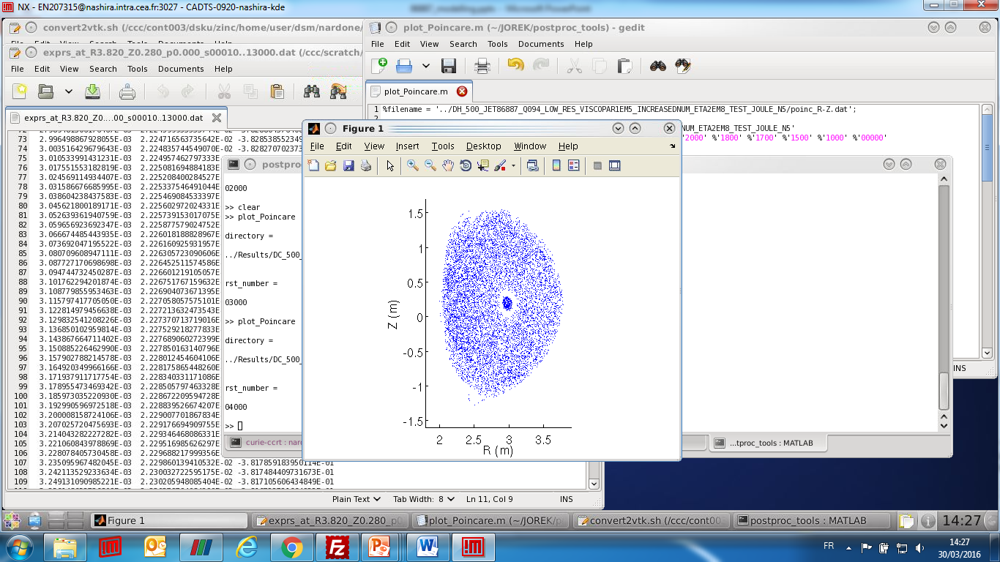 NX - EN207315@nashira.intra.cea.fr:3027 - CADTS-0920-nashira-kde
convert2vtk.sh (/ccc/cont003/dsku/zinc/home/user/dsm/nardone/
exprs_at_R3.820_Z0.280_p0.000_s00010..13000.dat (/ccc/scratch/
File Edit View Search Tools Documents Help
exprs_at_R3.820_Z0....00_s00010..13000.dat
plot_Poincare.m (~/JOREK/postproc_tools) - gedit
File Edit View Search Tools Documents Help
plot_Poincare.m
1 %filename = '../DH_500_JET86887_Q094_LOW_RES_VISCOPAR1EM5_INCREASEDNUM_ETA2EM8_TEST_JOULE_N5/poinc_R-Z.dat';
2
NUM_ETA2EM8_TEST_JOULE_N5'
'2000' %'1800' %'1700' %'1500' %'1000' %'00000'
73 2.996498867928055E-03 2.224716563735642E-02
74 3.003516429679643E-03 2.224835744549070E-02
75 3.010533991431231E-03 2.224957462797333E
76 3.017551553182819E-03 2.225081694884183E
77 3.024569114934407E-03 2.225208400284527E
78 3.031586676685995E-03 2.225337546491044E
79 3.038604238437583E-03 2.225469084533397E
80 3.045621800189171E-03 2.225602972024331E
81 3.052639361940759E-03 2.225739153017075E
82 3.059656923692347E-03 2.225877579024752E
83 3.066674485443935E-03 2.226018188828967E
84 3.073692047195522E-03 2.226160925931957E
85 3.080709608947111E-03 2.226305723090606E
86 3.087727170698698E-03 2.226452511574586E
87 3.094744732450287E-03 2.226601219105057E
88 3.101762294201874E-03 2.226751767159632E
89 3.108779855953463E-03 2.226904073671395E
90 3.115797417705050E-03 2.227058057575101E
91 3.122814979456638E-03 2.227213632473543E
92 3.129832541208226E-03 2.227370713719016E
93 3.136850102959814E-03 2.227529218277833E
94 3.143867664711402E-03 2.227689060272399E
95 3.150885226462990E-03 2.227850163140796E
96 3.157902788214578E-03 2.228012454604106E
97 3.164920349966166E-03 2.228175865448260E
98 3.171937911717754E-03 2.228340331171086E
99 3.178955473469342E-03 2.228505797463328E
100 3.185973035220930E-03 2.228672209594728E
101 3.192990596972518E-03 2.228839526674207E
102 3.200008158724106E-03 2.229007701867834E
103 3.207025720475693E-03 2.229176694909755E
104 3.214043282227282E-03 2.229346468086331E
105 3.221060843978869E-03 2.229516985626297E
106 3.228078405730458E-03 2.229688217999356E
107 3.235095967482045E-03 2.229860139410532E-02 -3.817859183950114E-01
108 3.242113529233634E-03 2.230032722595175E-02 -3.817484409731673E-01
109 3.249131090985221E-03 2.230205948085404E-02 -3.817105606434849E-01
02000
>> clear
>> plot_Poincare
directory =
../Results/DC_500_
rst_number =
03000
>> plot_Poincare
directory =
../Results/DC_500_
rst_number =
04000
>>
Figure 1
File Edit View Insert Tools Desktop Window Help
1.5
1
0.5
0
-0.5
-1
-1.5
2 2.5 3 3.5
R (m)
Z (m)
INS
...tproc_tools : MATLAB
Plain Text Tab Width: 8 Ln 11, Col 9 INS
Figure 1
plot_Poincare.m (~/JOREK/p
convert2vtk.sh (/ccc/cont00
postproc_tools : MATLAB
14:27
FR
14:27
30/03/2016